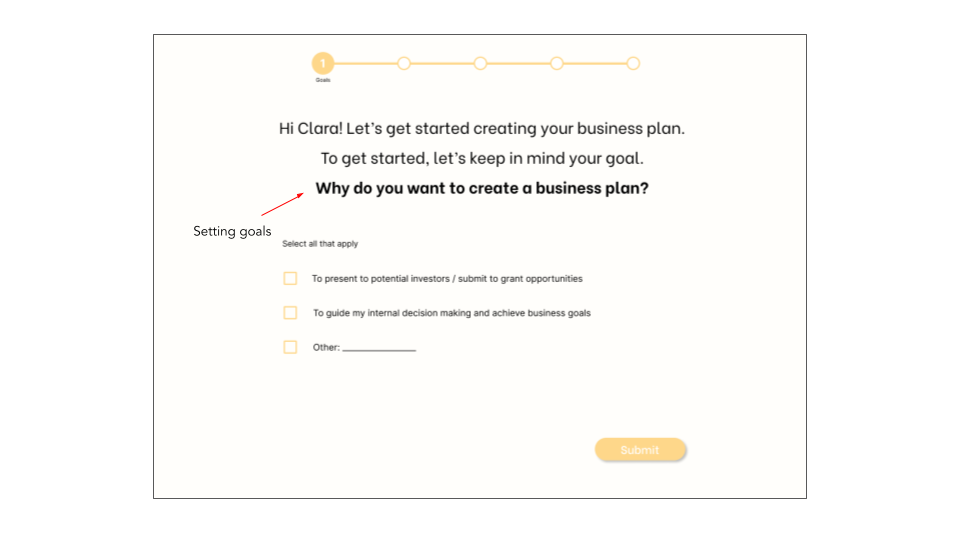 1
Goals
Hi Clara! Let's get started creating your business plan.
To get started, let's keep in mind your goal.
Why do you want to create a business plan?
Setting goals
Select all that apply
To present to potential investors / submit to grant opportunities
To guide my internal decision making and achieve business goals
Other: _______________
Submit